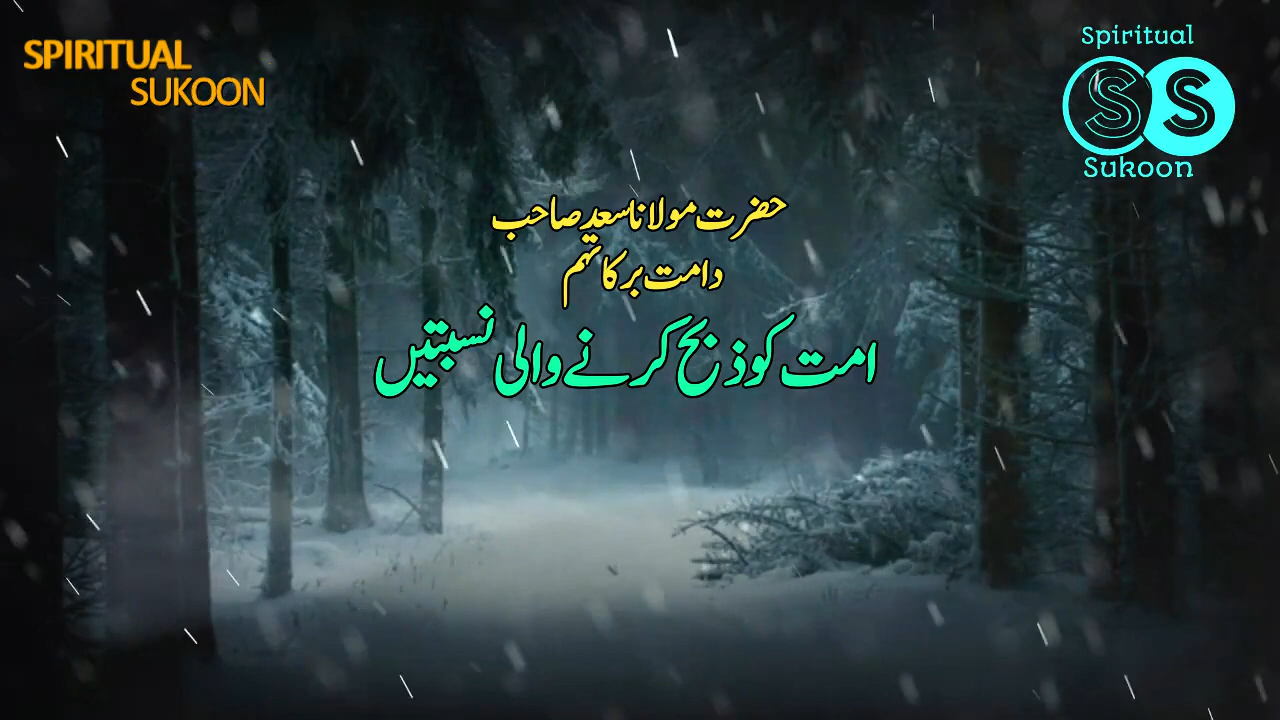 SPIRITUAL
SUKOON
Spiritual
SS
Sukoon
حضرت مولانا سعد صاحب
دامت برکاتہم
امت کو ذبح کرنے والی نسبتیں